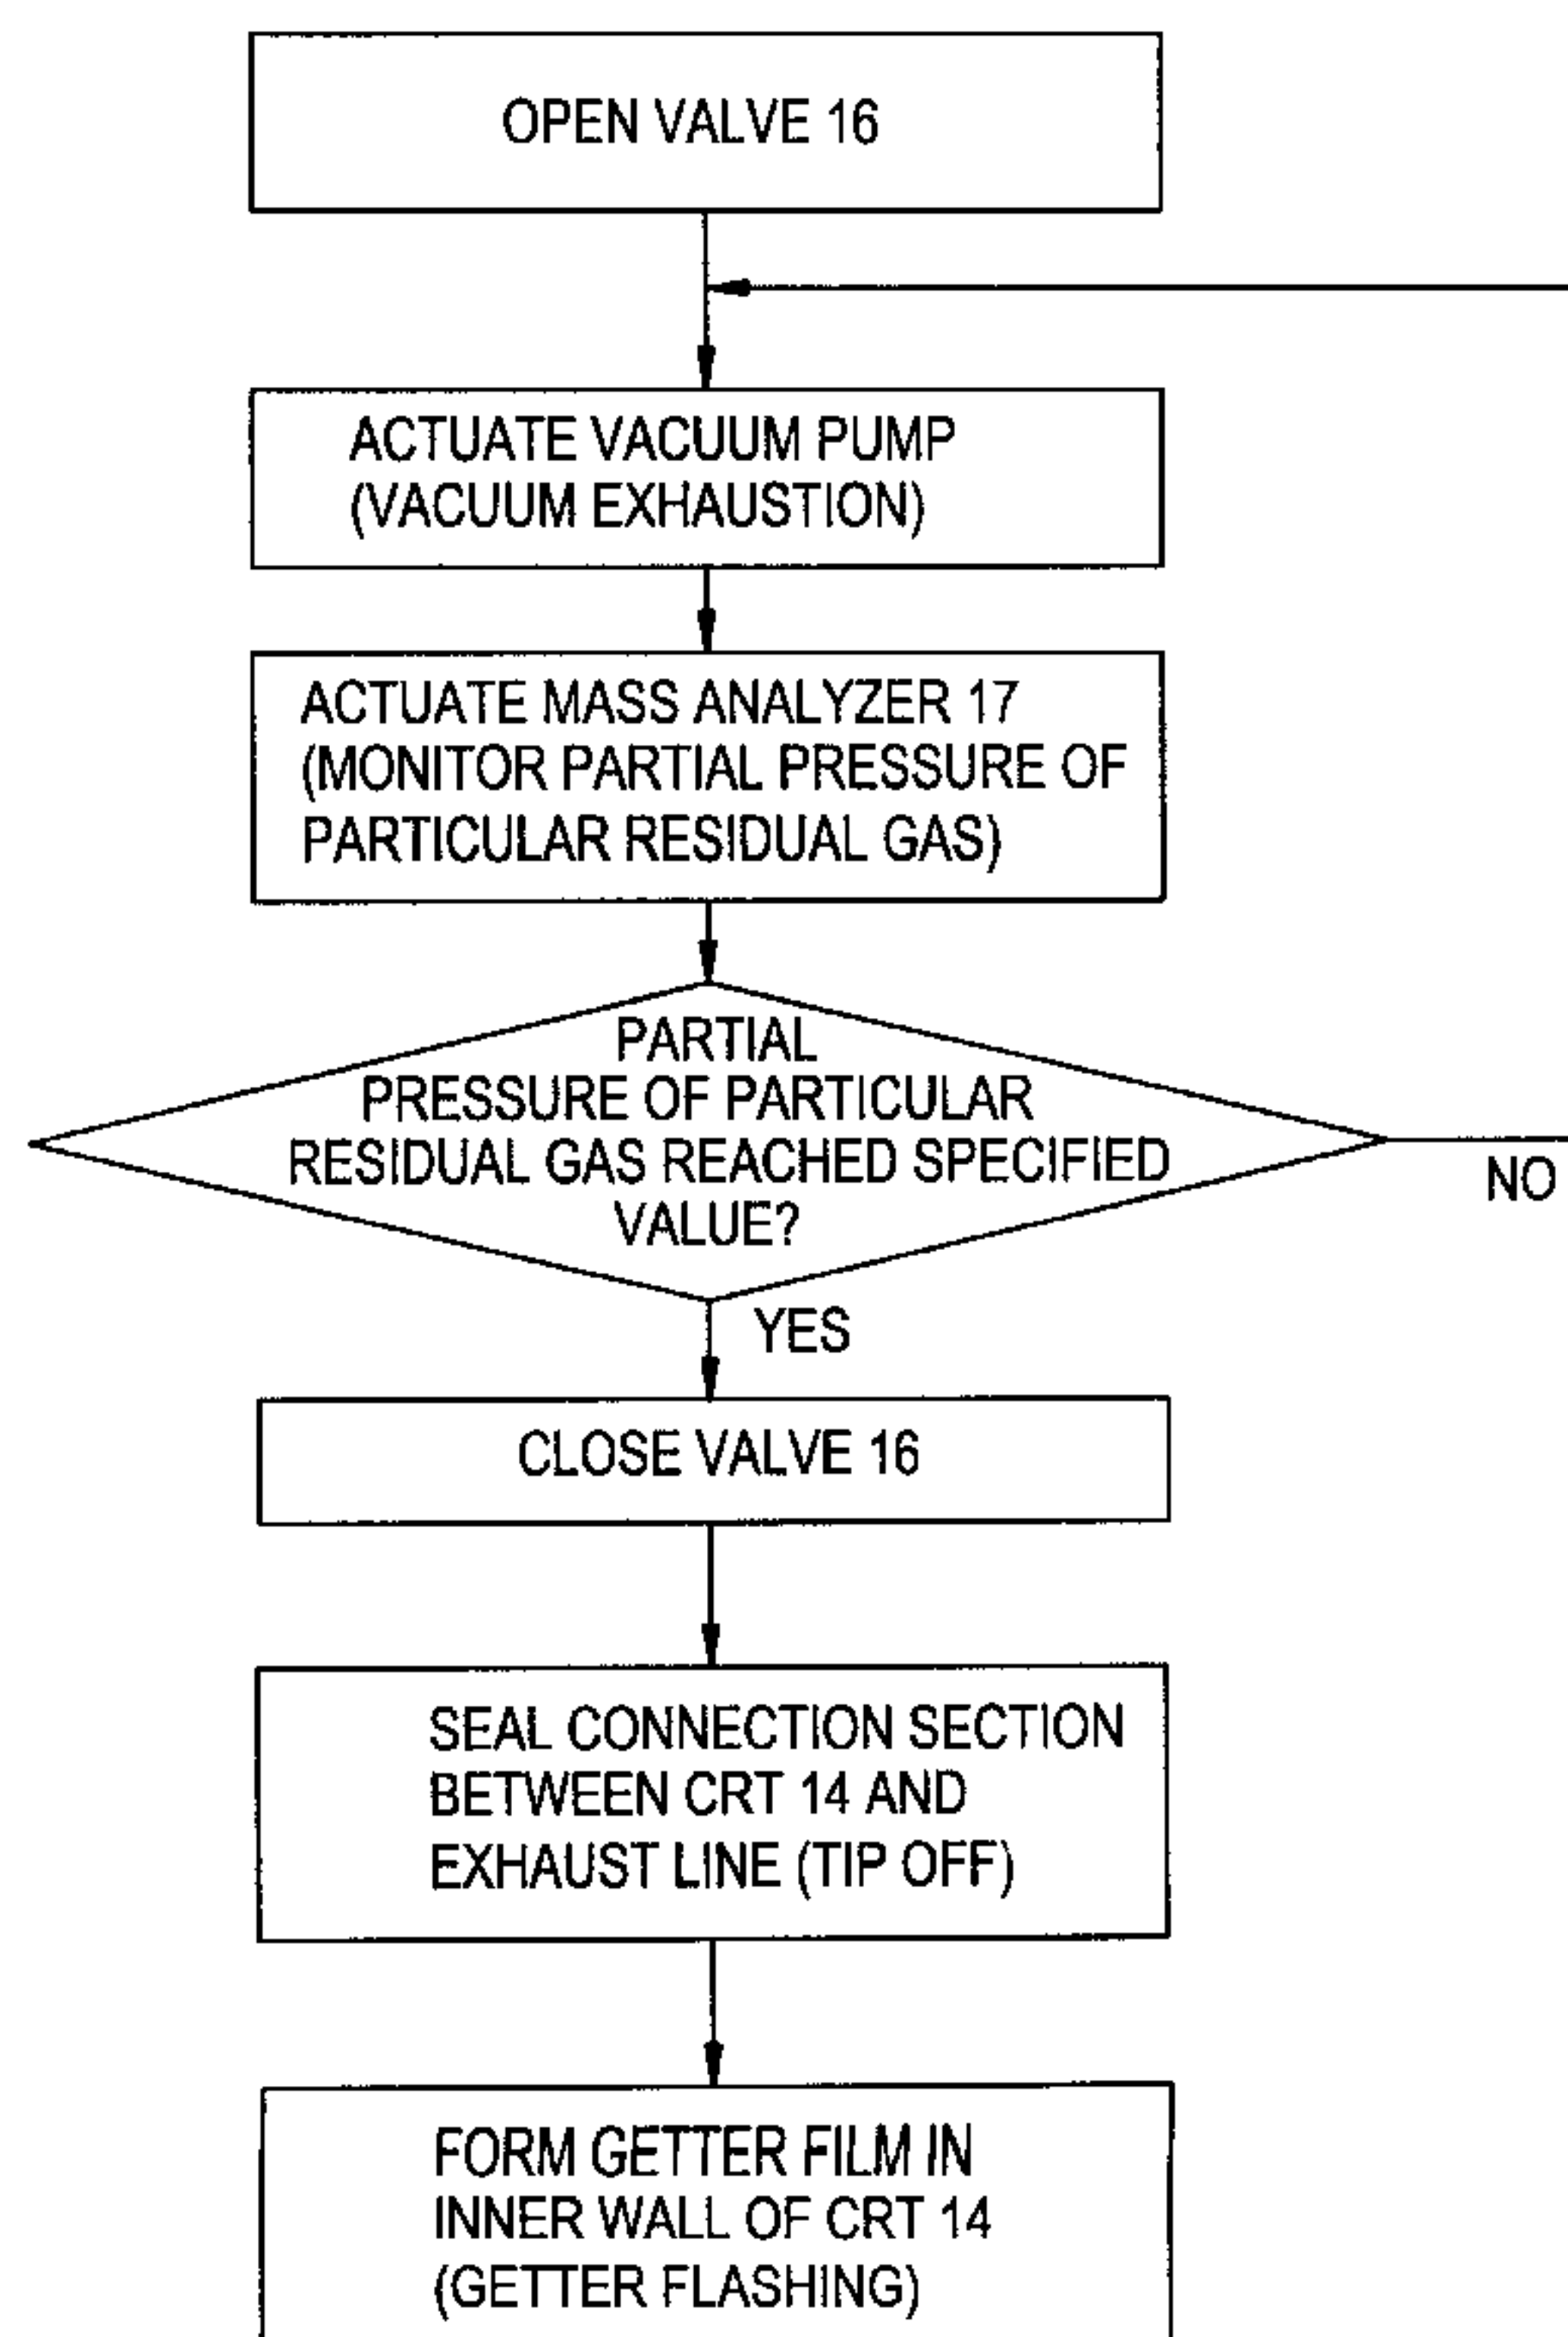 OPEN VALVE 16
ACTUATE VACUUM PUMP
(VACUUM EXHAUSTION)
ACTUATE MASS ANALYZER 17
(MONITOR PARTIAL PRESSURE OF
PARTICULAR RESIDUAL GAS)
PARTIAL
PRESSURE OF PARTICULAR
RESIDUAL GAS REACHED SPECIFIED
VALUE?
NO
YES
CLOSE VALVE 16
SEAL CONNECTION SECTION
BETWEEN CRT 14 AND
EXHAUST LINE (TIP OFF)
FORM GETTER FILM IN
INNER WALL OF CRT 14
(GETTER FLASHING)